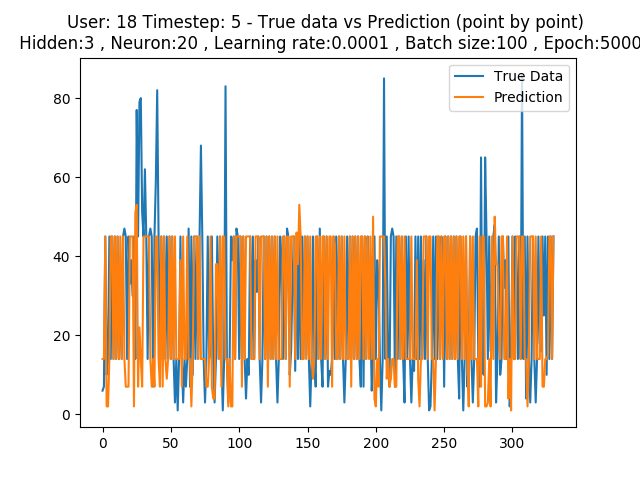 User: 18 Timestep: 5 - True data vs Prediction (point by point)
Hidden:3 , Neuron:20 , Learning rate:0.0001 , Batch size:100 , Epoch:5000
True Data
Prediction
80
60
40
20
0
0 50 100 150 200 250 300